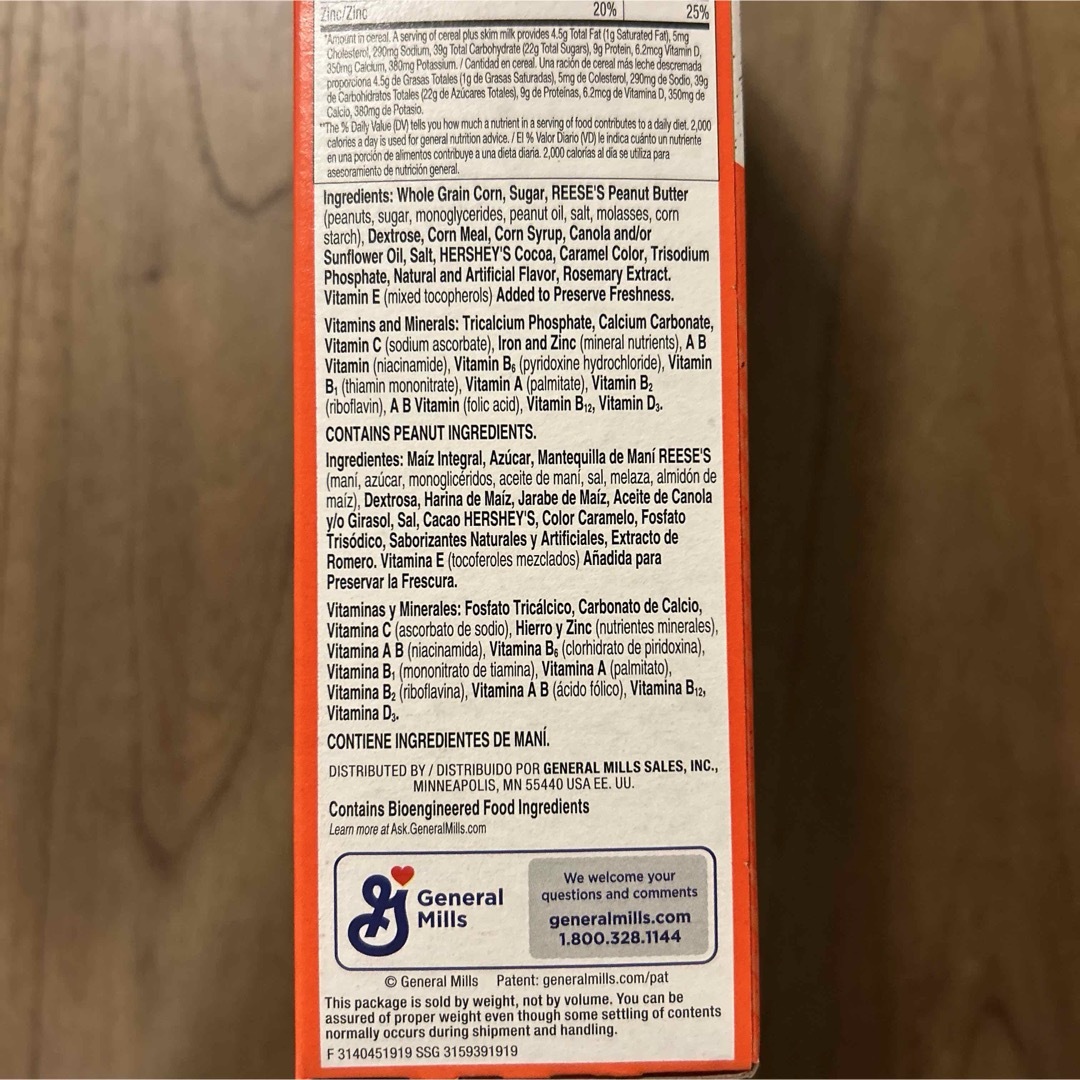 Zinc/Zinc 20% 25%
*Amount in cereal. A serving of cereal plus skim milk provides 4.5g Total Fat (1g Saturated Fat), 5mg
Cholesterol, 290mg Sodium, 39g Total Carbohydrate (22g Total Sugars), 9g Protein, 6.2mcg Vitamin D,
350mg Calcium, 380mg Potassium. / Cantidad en cereal. Una ración de cereal más leche descremada
proporciona 4.5g de Grasas Totales (1g de Grasas Saturadas), 5mg de Colesterol, 290mg de Sodio, 39g
de Carbohidratos Totales (22g de Azúcares Totales), 9g de Proteínas, 6.2mcg de Vitamina D, 350mg de
Calcio, 380mg de Potasio.
**The % Daily Value (DV) tells you how much a nutrient in a serving of food contributes to a daily diet. 2,000
calories a day is used for general nutrition advice. / El % Valor Diario (VD) le indica cuánto un nutriente
en una porción de alimentos contribuye a una dieta diaria. 2,000 calorías al día se utiliza para
asesoramiento de nutrición general.
Ingredients: Whole Grain Corn, Sugar, REESE'S Peanut Butter
(peanuts, sugar, monoglycerides, peanut oil, salt, molasses, corn
starch), Dextrose, Corn Meal, Corn Syrup, Canola and/or
Sunflower Oil, Salt, HERSHEY'S Cocoa, Caramel Color, Trisodium
Phosphate, Natural and Artificial Flavor, Rosemary Extract.
Vitamin E (mixed tocopherols) Added to Preserve Freshness.
Vitamins and Minerals: Tricalcium Phosphate, Calcium Carbonate,
Vitamin C (sodium ascorbate), Iron and Zinc (mineral nutrients), A B
Vitamin (niacinamide), Vitamin B₆ (pyridoxine hydrochloride), Vitamin
B₁ (thiamin mononitrate), Vitamin A (palmitate), Vitamin B₂
(riboflavin), A B Vitamin (folic acid), Vitamin B₁₂, Vitamin D₃.
CONTAINS PEANUT INGREDIENTS.
Ingredientes: Maíz Integral, Azúcar, Mantequilla de Maní REESE'S
(maní, azúcar, monoglicéridos, aceite de maní, sal, melaza, almidón de
maíz), Dextrosa, Harina de Maíz, Jarabe de Maíz, Aceite de Canola
y/o Girasol, Sal, Cacao HERSHEY'S, Color Caramelo, Fosfato
Trisódico, Saborizantes Naturales y Artificiales, Extracto de
Romero. Vitamina E (tocoferoles mezclados) Añadida para
Preservar la Frescura.
Vitaminas y Minerales: Fosfato Tricálcico, Carbonato de Calcio,
Vitamina C (ascorbato de sodio), Hierro y Zinc (nutrientes minerales),
Vitamina A B (niacinamida), Vitamina B₆ (clorhidrato de piridoxina),
Vitamina B₁ (mononitrato de tiamina), Vitamina A (palmitato),
Vitamina B₂ (riboflavina), Vitamina A B (ácido fólico), Vitamina B₁₂,
Vitamina D₃.
CONTIENE INGREDIENTES DE MANÍ.
DISTRIBUTED BY / DISTRIBUIDO POR GENERAL MILLS SALES, INC.,
MINNEAPOLIS, MN 55440 USA EE. UU.
Contains Bioengineered Food Ingredients
Learn more at Ask.GeneralMills.com
General
Mills
We welcome your
questions and comments
generalmills.com
1.800.328.1144
© General Mills Patent: generalmills.com/pat
This package is sold by weight, not by volume. You can be
assured of proper weight even though some settling of contents
normally occurs during shipment and handling.
F 3140451919 SSG 3159391919